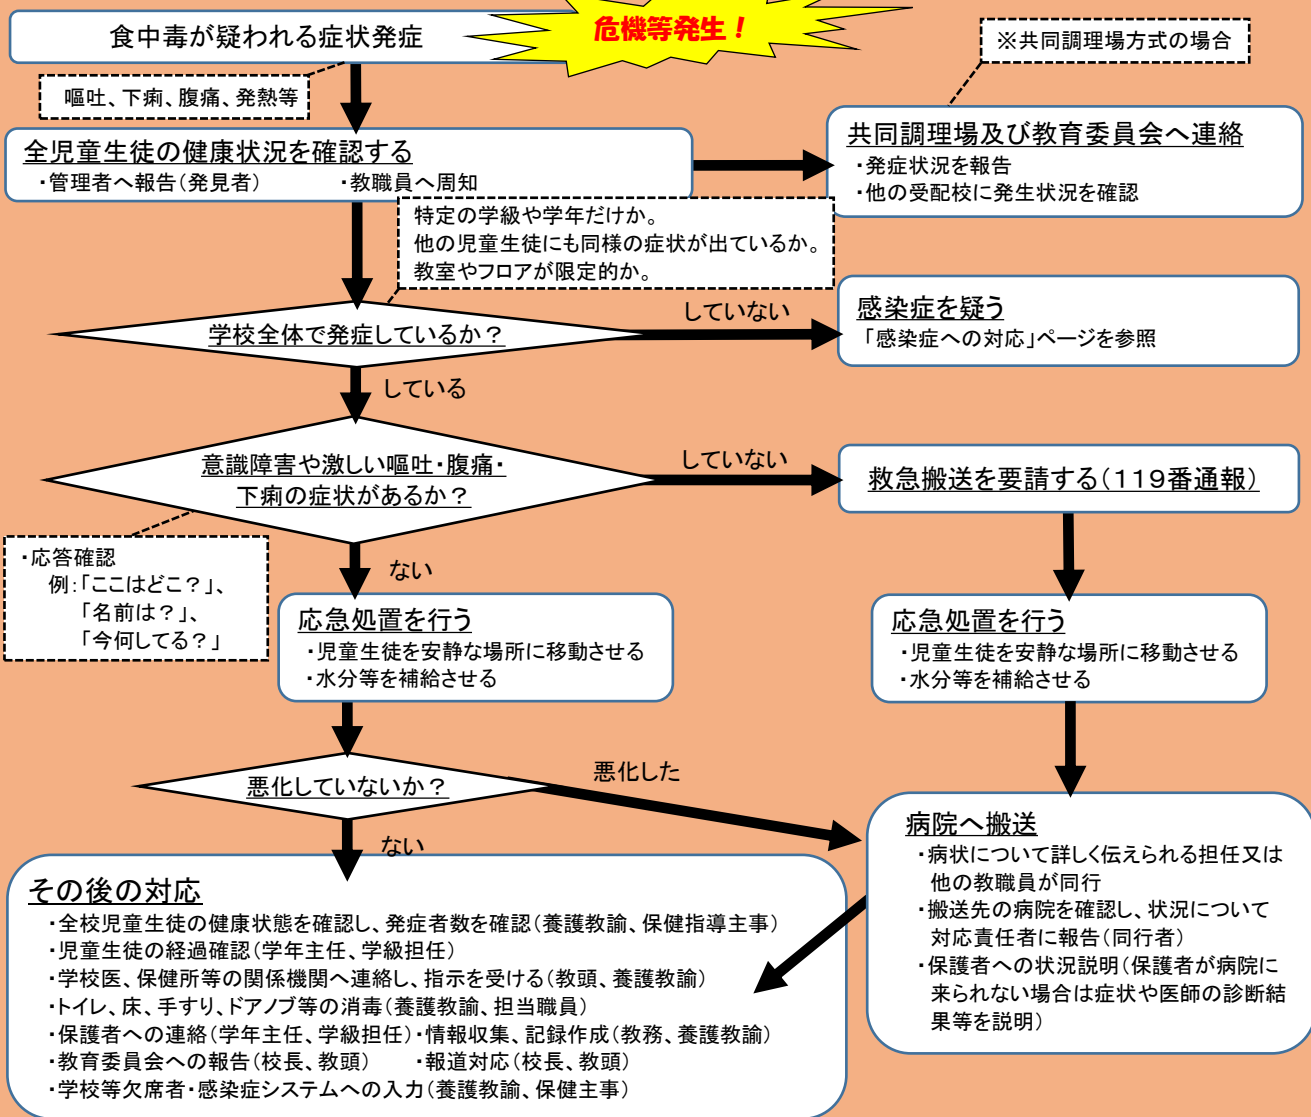 危機等発生！
食中毒が疑われる症状発症
※共同調理場方式の場合
嘔吐、下痢、腹痛、発熱等
全児童生徒の健康状況を確認する
・管理者へ報告（発見者）　・教職員へ周知
共同調理場及び教育委員会へ連絡
・発症状況を報告
・他の受配校に発生状況を確認
特定の学級や学年だけか。
他の児童生徒にも同様の症状が出ているか。
教室やフロアが限定的か。
学校全体で発症しているか？
していない
感染症を疑う
「感染症への対応」ページを参照
している
意識障害や激しい嘔吐・腹痛・
下痢の症状があるか？
していない
救急搬送を要請する（１１９番通報）
・応答確認
例：「ここはどこ？」、
「名前は？」、
「今何してる？」
ない
応急処置を行う
・児童生徒を安静な場所に移動させる
・水分等を補給させる
応急処置を行う
・児童生徒を安静な場所に移動させる
・水分等を補給させる
悪化していないか？
悪化した
ない
病院へ搬送
・病状について詳しく伝えられる担任又は
他の教職員が同行
・搬送先の病院を確認し、状況について
対応責任者に報告（同行者）
・保護者への状況説明（保護者が病院に
来られない場合は症状や医師の診断結
果等を説明）
その後の対応
・全校児童生徒の健康状態を確認し、発症者数を確認（養護教諭、保健指導主事）
・児童生徒の経過確認（学年主任、学級担任）
・学校医、保健所等の関係機関へ連絡し、指示を受ける（教頭、養護教諭）
・トイレ、床、手すり、ドアノブ等の消毒（養護教諭、担当職員）
・保護者への連絡（学年主任、学級担任）・情報収集、記録作成（教務、養護教諭）
・教育委員会への報告（校長、教頭）　・報道対応（校長、教頭）
・学校等欠席者・感染症システムへの入力（養護教諭、保健主事）